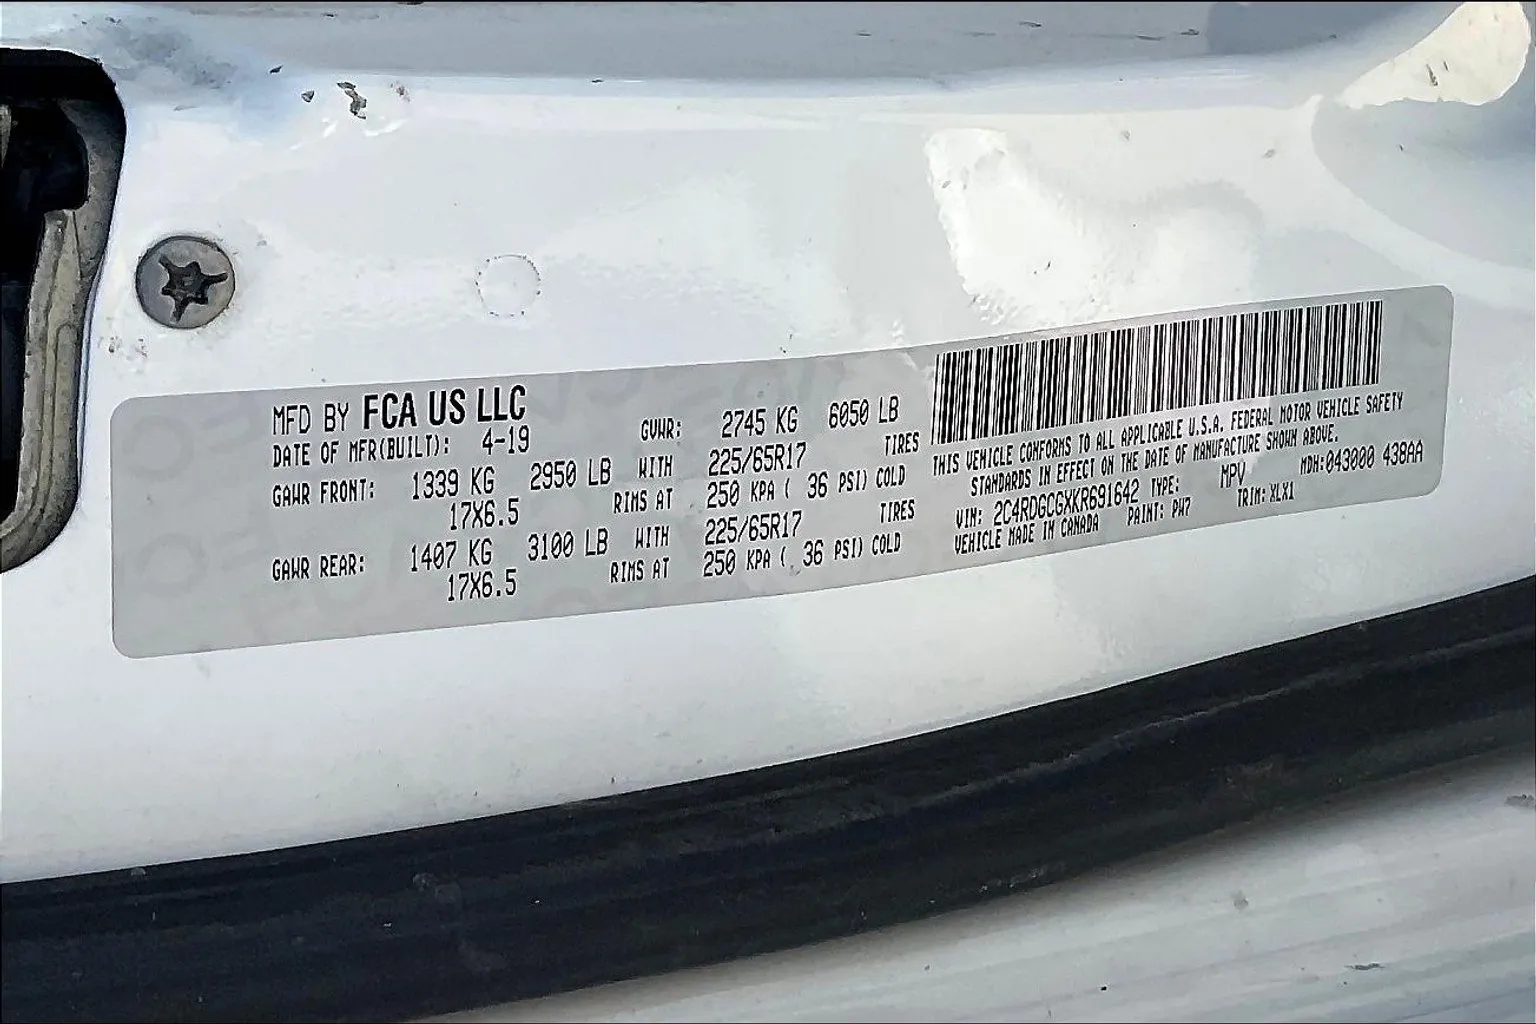 MFD BY FCA US LLC
DATE OF MFR(BUILT): 4-19 GVWR: 2745 KG 6050 LB
GAWR FRONT: 1339 KG 2950 LB WITH 225/65R17 TIRES
17X6.5 RIMS AT 250 KPA ( 36 PSI) COLD
GAWR REAR: 1407 KG 3100 LB WITH 225/65R17 TIRES
17X6.5 RIMS AT 250 KPA ( 36 PSI) COLD
THIS VEHICLE CONFORMS TO ALL APPLICABLE U.S.A. FEDERAL MOTOR VEHICLE SAFETY
STANDARDS IN EFFECT ON THE DATE OF MANUFACTURE SHOWN ABOVE.
VIN: 2C4RDGCGXKR691642 TYPE: MPV MDH:043000 438AA
VEHICLE MADE IN CANADA PAINT: PW7 TRIM: XLX1